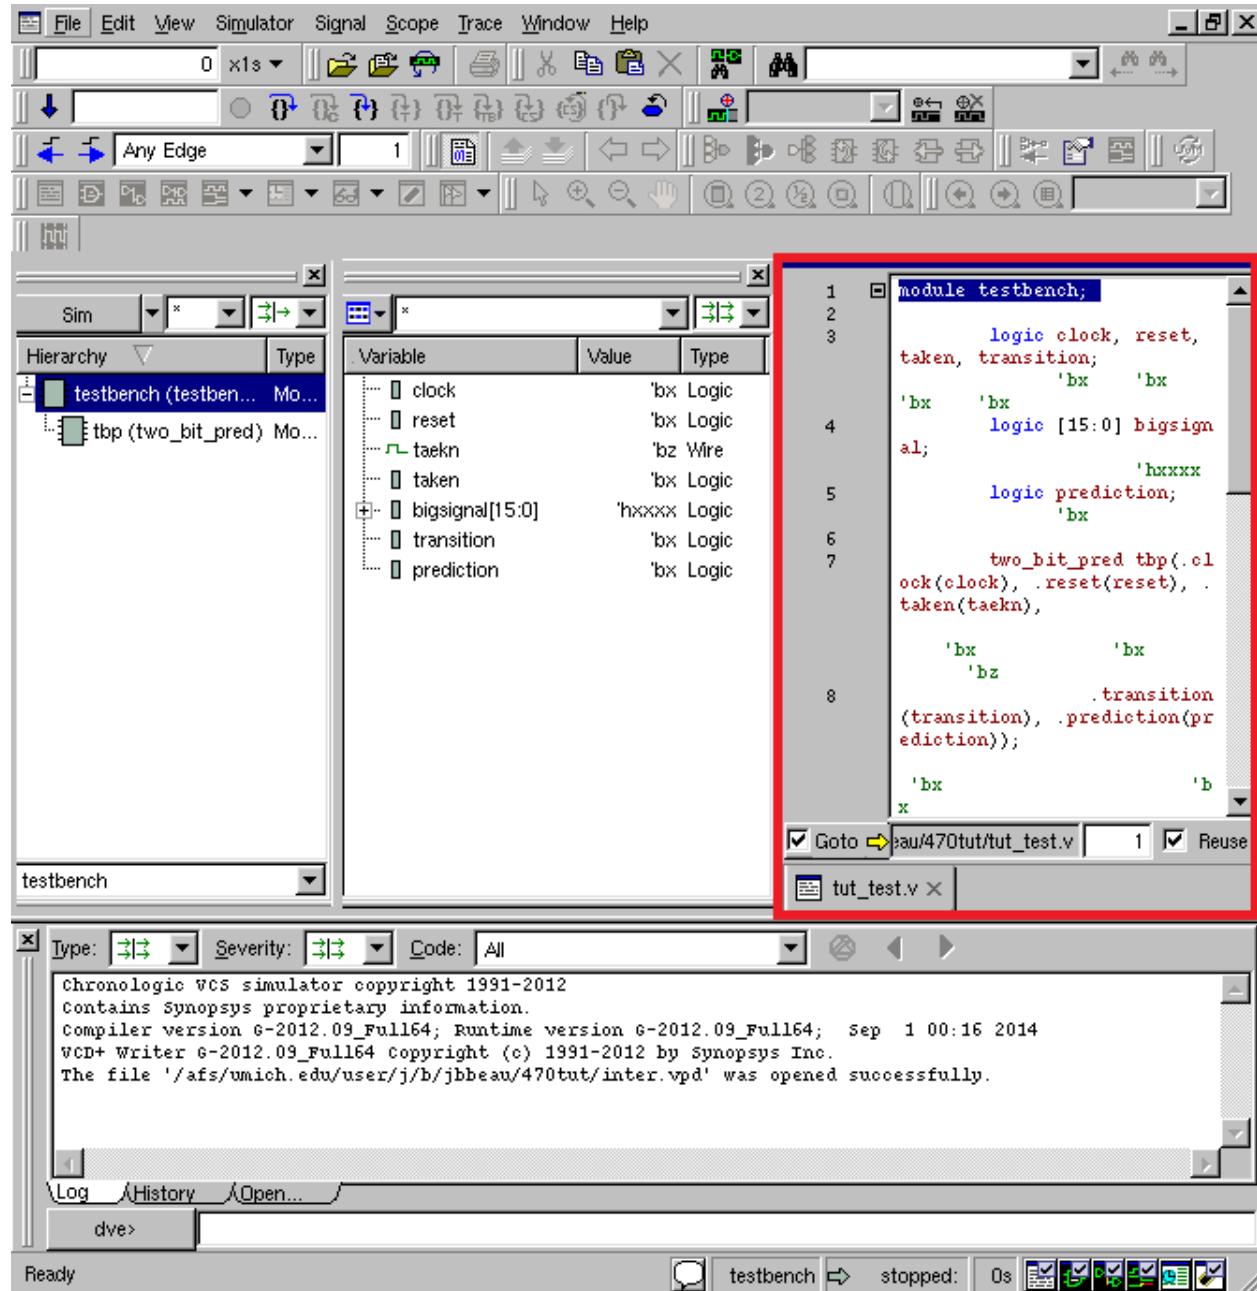 File Edit View Simulator Signal Scope Trace Window Help
0 x1s
Any Edge 1
Sim *
Hierarchy Type
testbench (testben... Mo...
tbp (two_bit_pred) Mo...
testbench
*
Variable Value Type
clock 'bx Logic
reset 'bx Logic
taekn 'bz Wire
taken 'bx Logic
bigsignal[15:0] 'hxxxx Logic
transition 'bx Logic
prediction 'bx Logic
1 module testbench;
2
3 logic clock, reset,
taken, transition;
'bx 'bx
'bx 'bx
4 logic [15:0] bigsign
al;
'hxxxx
5 logic prediction;
'bx
6
7 two_bit_pred tbp(.cl
ock(clock), .reset(reset), .
taken(taekn),
'bx 'bx
'bz
8 .transition
(transition), .prediction(pr
ediction));
'bx 'b
x
Goto eau/470tut/tut_test.v 1 Reuse
tut_test.v
Type: Severity: Code: All
Chronologic VCS simulator copyright 1991-2012
Contains Synopsys proprietary information.
Compiler version G-2012.09_Full64; Runtime version G-2012.09_Full64; Sep 1 00:16 2014
VCD+ Writer G-2012.09_Full64 Copyright (c) 1991-2012 by Synopsys Inc.
The file '/afs/umich.edu/user/j/b/jbbeau/470tut/inter.vpd' was opened successfully.
Log History Open...
dve>
Ready testbench stopped: 0s